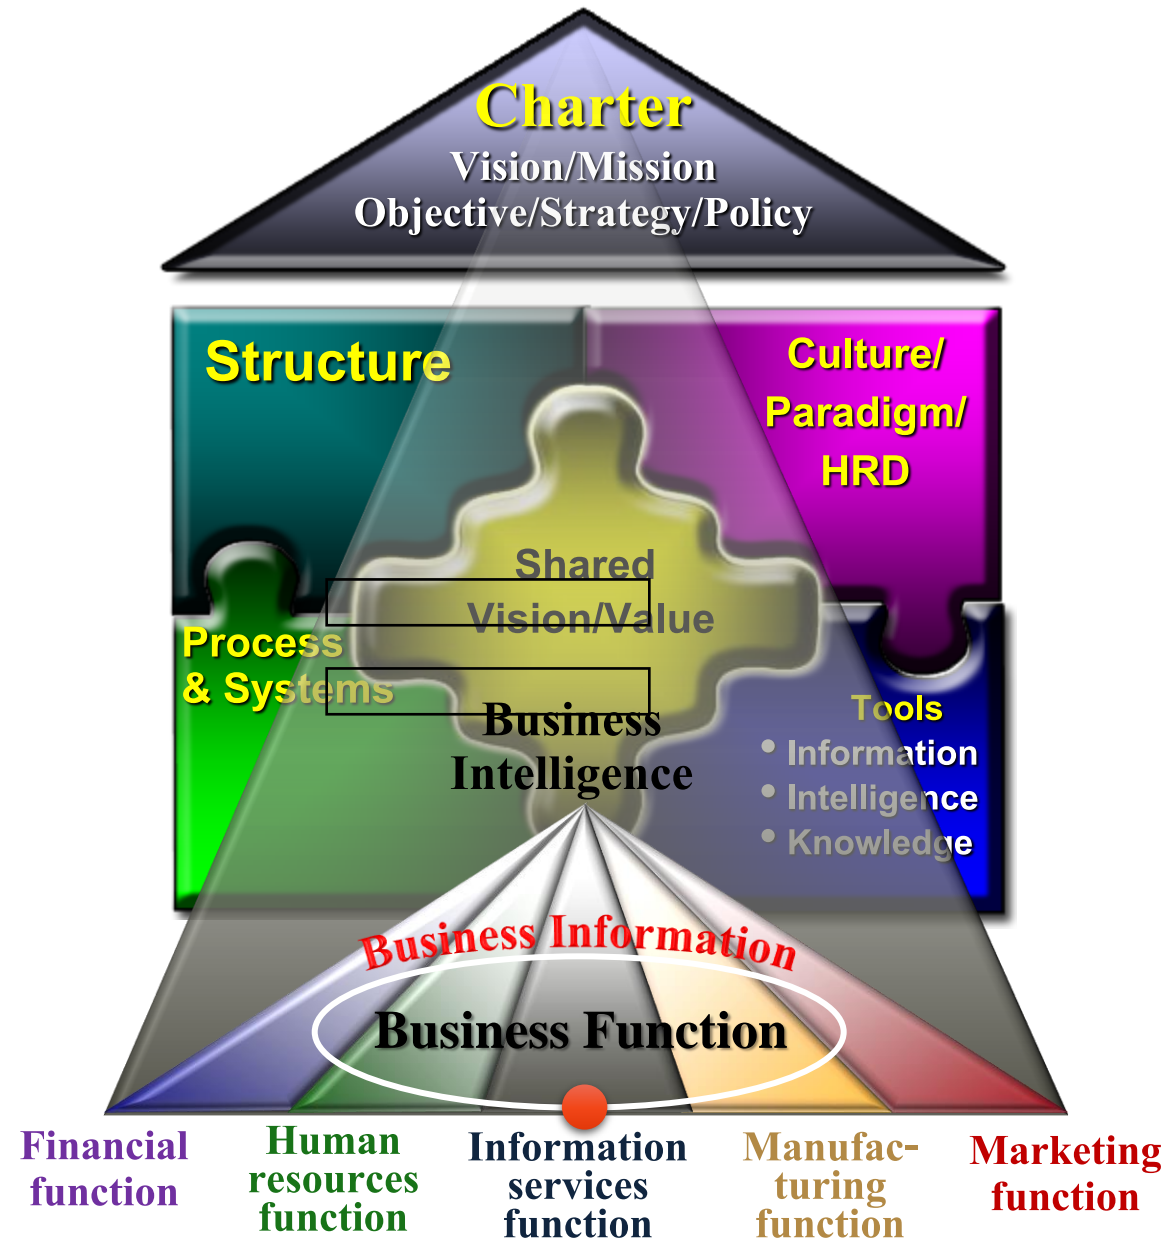 Charter
Vision/Mission
Objective/Strategy/Policy
Structure
Culture/
Paradigm/
HRD
Shared
Vision/Value
Process
& Systems
Business
Intelligence
Tools
• Information
• Intelligence
• Knowledge
Business Information
Business Function
Financial
function
Human
resources
function
Information
services
function
Manufac-
turing
function
Marketing
function